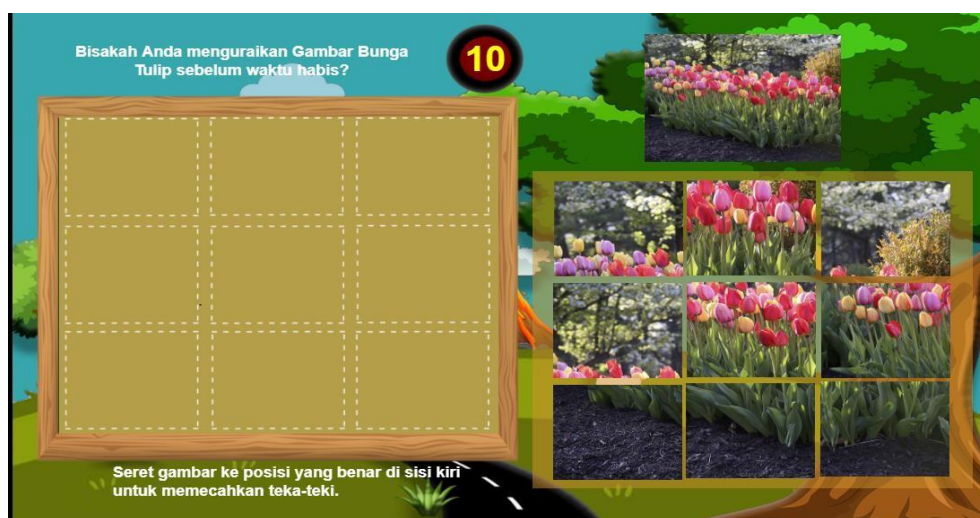 Bisakah Anda menguraikan Gambar Bunga
Tulip sebelum waktu habis?
10
Seret gambar ke posisi yang benar di sisi kiri
untuk memecahkan teka-teki.